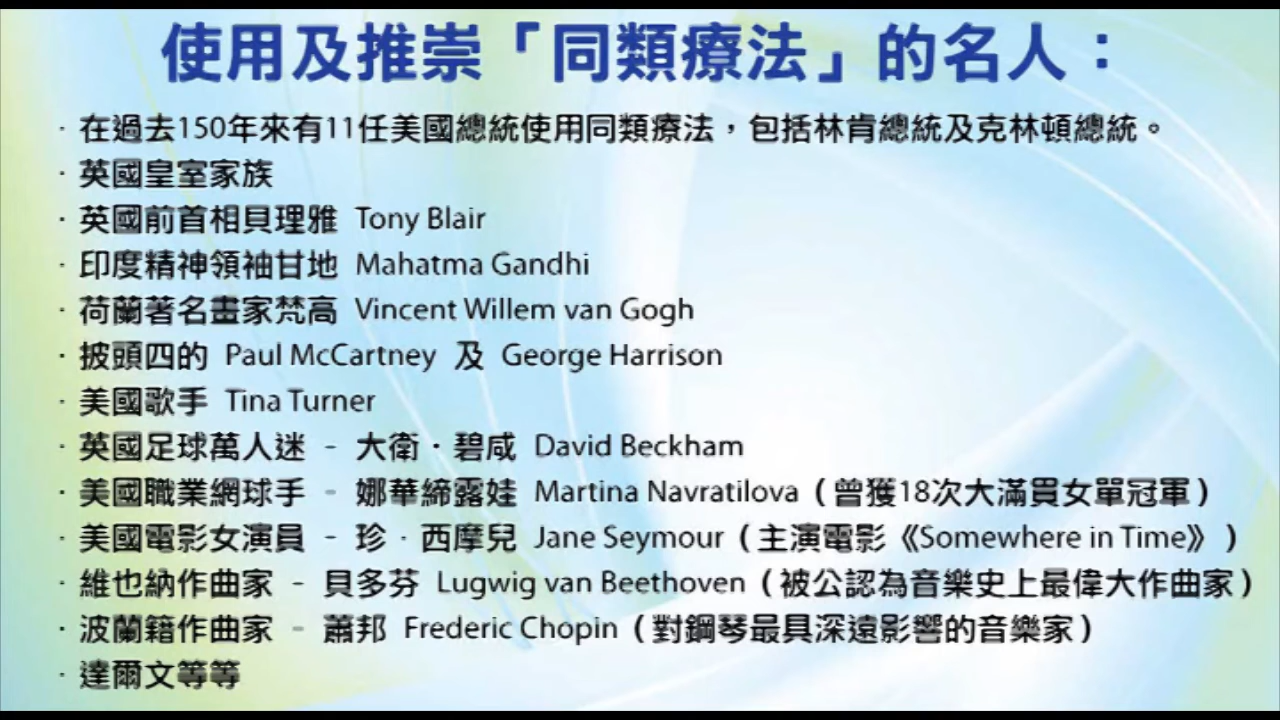 使用及推崇「同類療法」的名人：
· 在過去150年來有11任美國總統使用同類療法，包括林肯總統及克林頓總統。
· 英國皇室家族
· 英國前首相貝理雅 Tony Blair
· 印度精神領袖甘地 Mahatma Gandhi
· 荷蘭著名畫家梵高 Vincent Willem van Gogh
· 披頭四的 Paul McCartney 及 George Harrison
· 美國歌手 Tina Turner
· 英國足球萬人迷 - 大衛·碧咸 David Beckham
· 美國職業網球手 - 娜華締露娃 Martina Navratilova（曾獲18次大滿貫女單冠軍）
· 美國電影女演員 - 珍·西摩兒 Jane Seymour（主演電影《Somewhere in Time》）
· 維也納作曲家 - 貝多芬 Lugwig van Beethoven（被公認為音樂史上最偉大作曲家）
· 波蘭籍作曲家 - 蕭邦 Frederic Chopin（對鋼琴最具深遠影響的音樂家）
· 達爾文等等